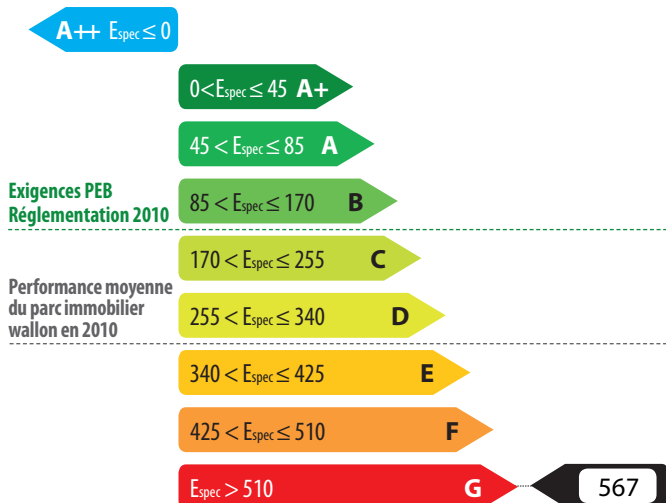 A++ Espec ≤ 0
0 < Espec ≤ 45 A+
45 < Espec ≤ 85 A
Exigences PEB
Réglementation 2010
85 < Espec ≤ 170 B
170 < Espec ≤ 255 C
Performance moyenne
du parc immobilier
wallon en 2010
255 < Espec ≤ 340 D
340 < Espec ≤ 425 E
425 < Espec ≤ 510 F
Espec > 510 G
567